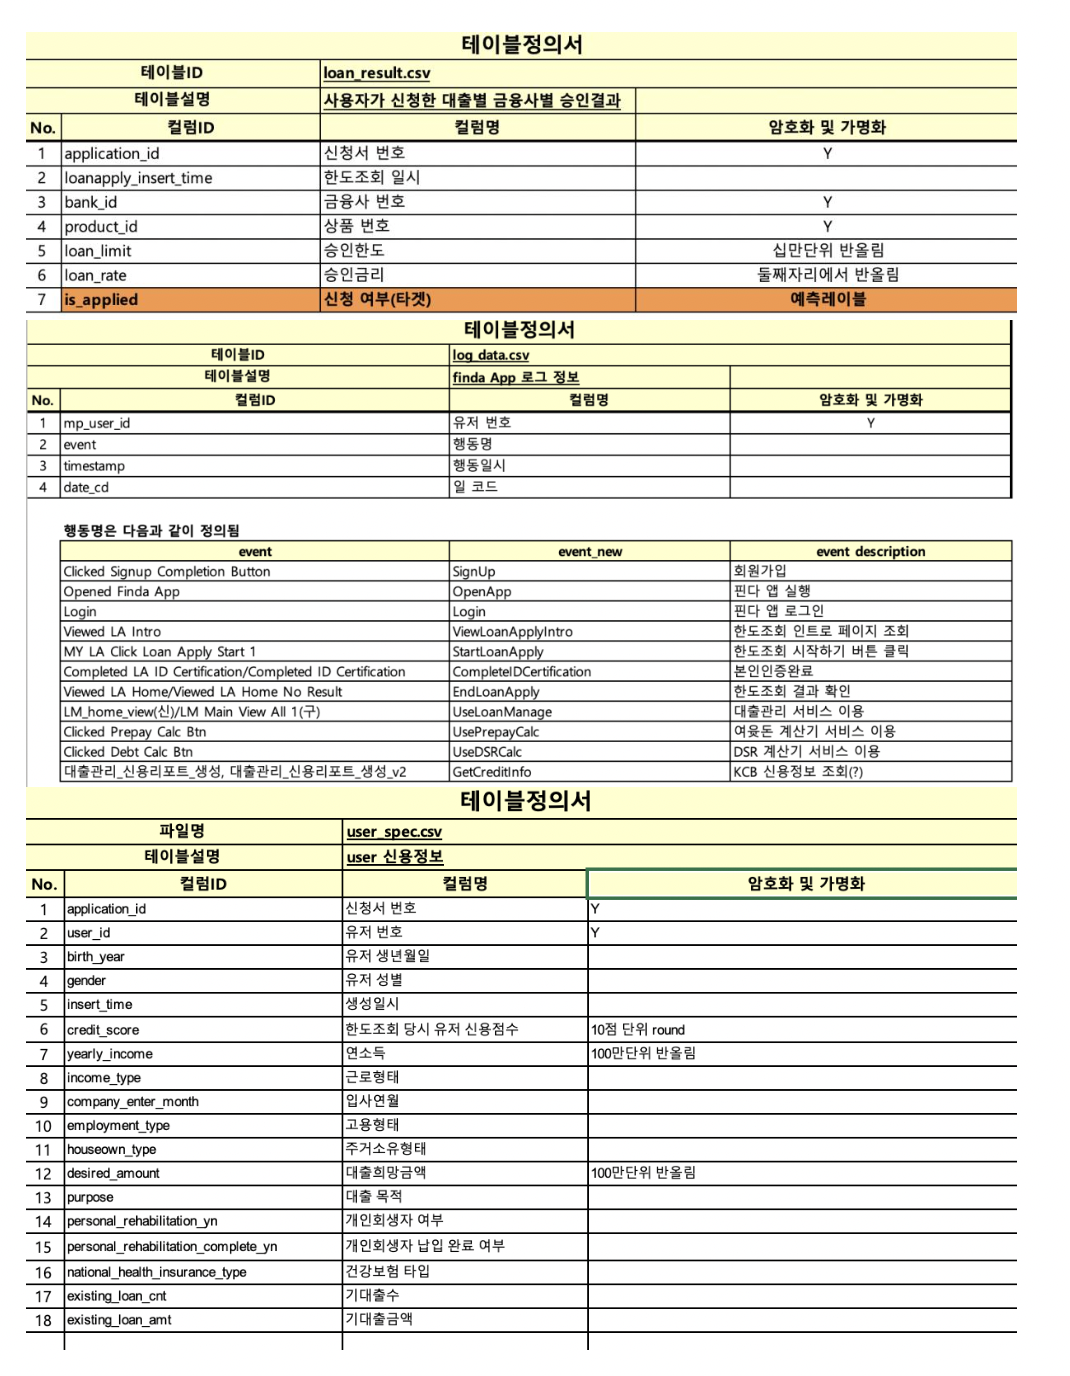 테이블정의서
테이블ID loan_result.csv
테이블설명 사용자가 신청한 대출별 금융사별 승인결과
No. 컬럼ID 컬럼명 암호화 및 가명화
1 application_id 신청서 번호 Y
2 loanapply_insert_time 한도조회 일시
3 bank_id 금융사 번호 Y
4 product_id 상품 번호 Y
5 loan_limit 승인한도 십만단위 반올림
6 loan_rate 승인금리 둘째자리에서 반올림
7 is_applied 신청 여부(타겟) 예측레이블
테이블정의서
테이블ID log_data.csv
테이블설명 finda App 로그 정보
No. 컬럼ID 컬럼명 암호화 및 가명화
1 mp_user_id 유저 번호 Y
2 event 행동명
3 timestamp 행동일시
4 date_cd 일 코드
행동명은 다음과 같이 정의됨
event event_new event description
Clicked Signup Completion Button SignUp 회원가입
Opened Finda App OpenApp 핀다 앱 실행
Login Login 핀다 앱 로그인
Viewed LA Intro ViewLoanApplyIntro 한도조회 인트로 페이지 조회
MY LA Click Loan Apply Start 1 StartLoanApply 한도조회 시작하기 버튼 클릭
Completed LA ID Certification/Completed ID Certification CompleteIDCertification 본인인증완료
Viewed LA Home/Viewed LA Home No Result EndLoanApply 한도조회 결과 확인
LM_home_view(신)/LM Main View All 1(구) UseLoanManage 대출관리 서비스 이용
Clicked Prepay Calc Btn UsePrepayCalc 여윳돈 계산기 서비스 이용
Clicked Debt Calc Btn UseDSRCalc DSR 계산기 서비스 이용
대출관리_신용리포트_생성, 대출관리_신용리포트_생성_v2 GetCreditInfo KCB 신용정보 조회(?)
테이블정의서
파일명 user_spec.csv
테이블설명 user 신용정보
No. 컬럼ID 컬럼명 암호화 및 가명화
1 application_id 신청서 번호 Y
2 user_id 유저 번호 Y
3 birth_year 유저 생년월일
4 gender 유저 성별
5 insert_time 생성일시
6 credit_score 한도조회 당시 유저 신용점수 10점 단위 round
7 yearly_income 연소득 100만단위 반올림
8 income_type 근로형태
9 company_enter_month 입사연월
10 employment_type 고용형태
11 houseown_type 주거소유형태
12 desired_amount 대출희망금액 100만단위 반올림
13 purpose 대출 목적
14 personal_rehabilitation_yn 개인회생자 여부
15 personal_rehabilitation_complete_yn 개인회생자 납입 완료 여부
16 national_health_insurance_type 건강보험 타입
17 existing_loan_cnt 기대출수
18 existing_loan_amt 기대출금액